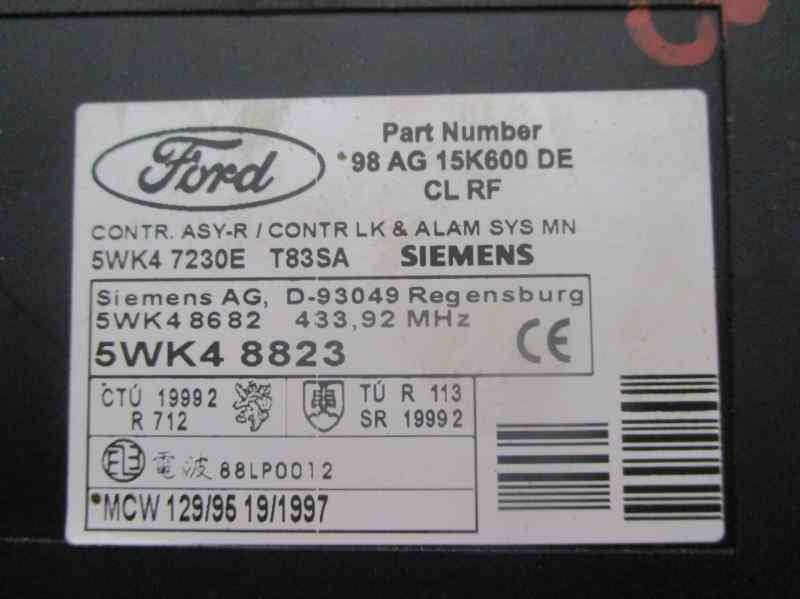 Ford
Part Number
*98 AG 15K600 DE
CL RF
CONTR. ASY-R / CONTR LK & ALAM SYS MN
5WK4 7230E T83SA SIEMENS
Siemens AG, D-93049 Regensburg
5WK4 8682 433,92 MHz
5WK4 8823 CE
ČTÚ 1999 2
R 712
TÚ R 113
SR 1999 2
電波 88LP0012
*MCW 129/95 19/1997